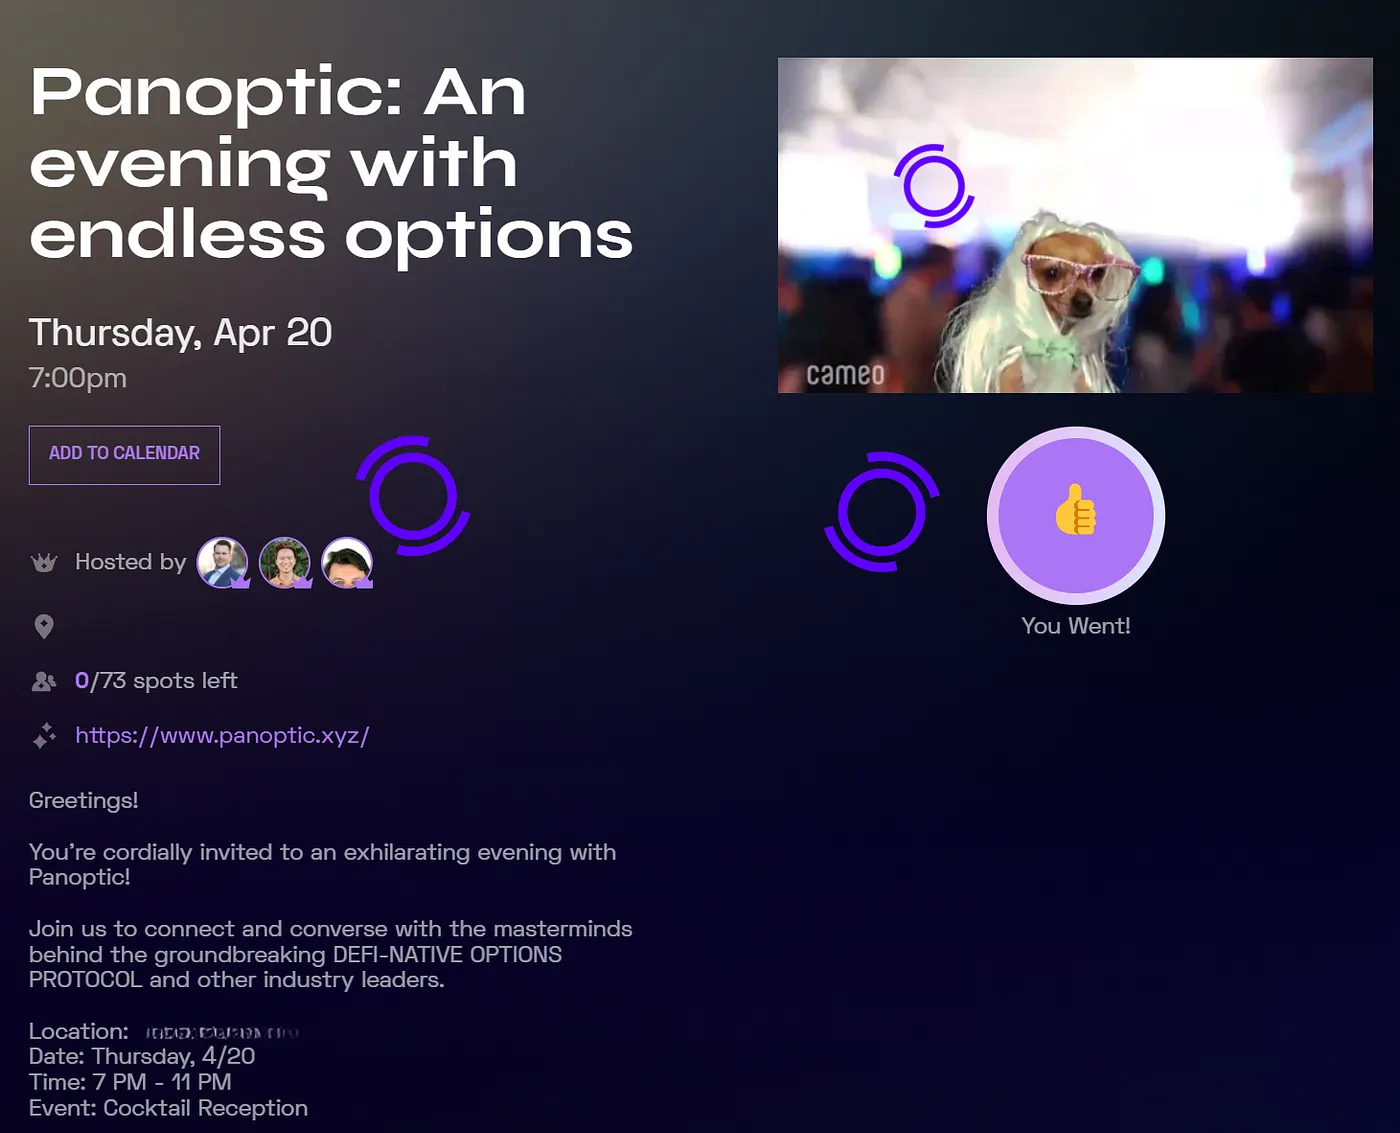 Panoptic: An
evening with
endless options
Thursday, Apr 20
7:00pm
ADD TO CALENDAR
Hosted by
0/73 spots left
https://www.panoptic.xyz/
Greetings!
You're cordially invited to an exhilarating evening with
Panoptic!
Join us to connect and converse with the masterminds
behind the groundbreaking DEFI-NATIVE OPTIONS
PROTOCOL and other industry leaders.
Location:
Date: Thursday, 4/20
Time: 7 PM - 11 PM
Event: Cocktail Reception
cameo
You Went!